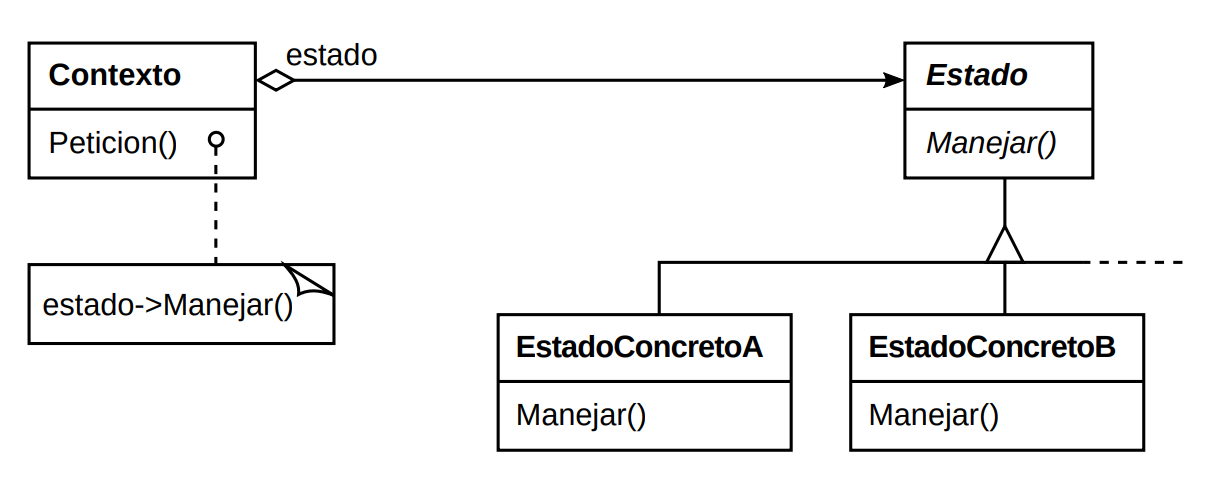 estado
Contexto
Estado
Peticion()
Manejar()
estado->Manejar()
EstadoConcretoA
EstadoConcretoB
Manejar()
Manejar()